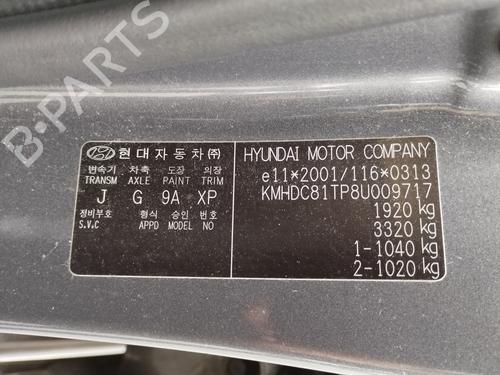 B-PARTS
현대자동차㈜
변속기 차축 도장 의장
TRANSM AXLE PAINT TRIM
J G 9A XP
정비부호 형식 승인 번호
S.V.C APPD MODEL NO
HYUNDAI MOTOR COMPANY
e11*2001/116*0313
KMHDC81TP8U009717
1920 kg
3320 kg
1-1040 kg
2-1020 kg